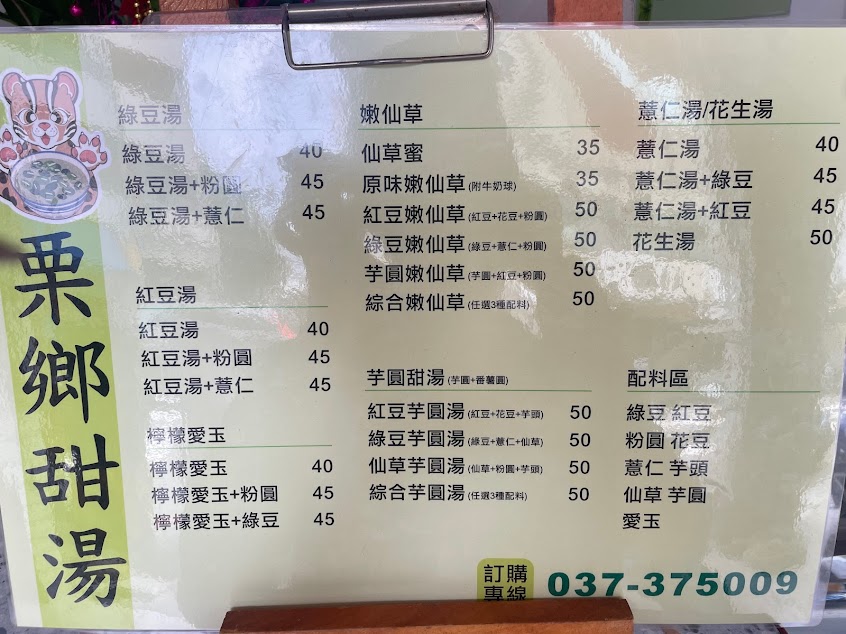 栗鄉甜湯
綠豆湯
綠豆湯 40
綠豆湯+粉圓 45
綠豆湯+薏仁 45
紅豆湯
紅豆湯 40
紅豆湯+粉圓 45
紅豆湯+薏仁 45
檸檬愛玉
檸檬愛玉 40
檸檬愛玉+粉圓 45
檸檬愛玉+綠豆 45
嫩仙草
仙草蜜 35
原味嫩仙草(附牛奶球) 35
紅豆嫩仙草(紅豆+花豆+粉圓) 50
綠豆嫩仙草(綠豆+薏仁+粉圓) 50
芋圓嫩仙草(芋圓+紅豆+粉圓) 50
綜合嫩仙草(任選3種配料) 50
芋圓甜湯(芋圓+番薯圓)
紅豆芋圓湯(紅豆+花豆+芋頭) 50
綠豆芋圓湯(綠豆+薏仁+仙草) 50
仙草芋圓湯(仙草+粉圓+芋頭) 50
綜合芋圓湯(任選3種配料) 50
薏仁湯/花生湯
薏仁湯 40
薏仁湯+綠豆 45
薏仁湯+紅豆 45
花生湯 50
配料區
綠豆 紅豆
粉圓 花豆
薏仁 芋頭
仙草 芋圓
愛玉
訂購專線 037-375009